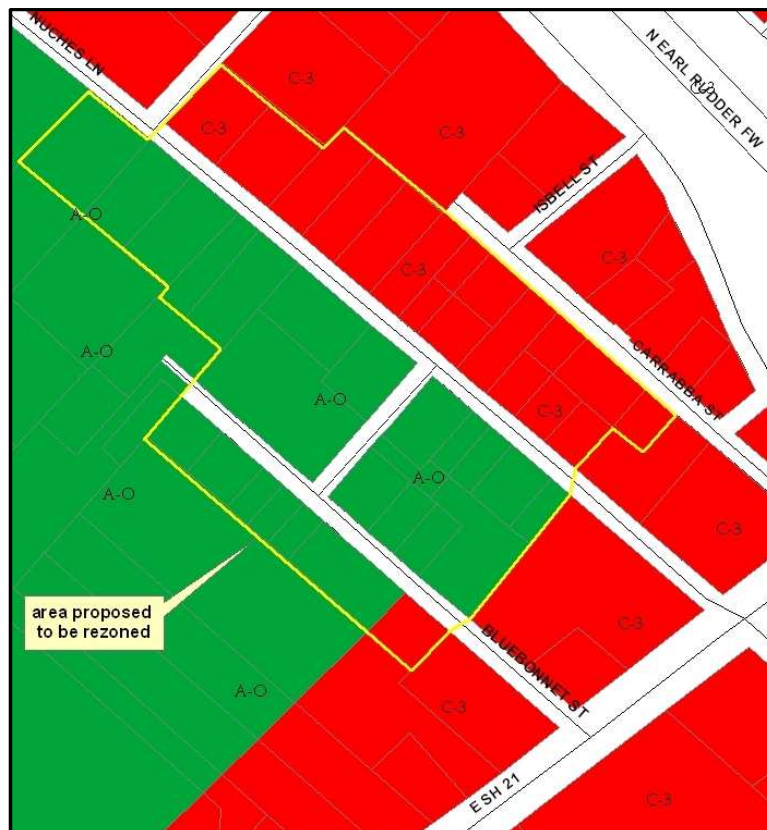 NUCHES LN
N EARL RUDDER FW
C-3
C-3
C-3
C-3
ISBELL ST
A-O
C-3
C-3
A-O
CARRABBA ST
A-O
C-3
A-O
A-O
C-3
area proposed
to be rezoned
BLUEBONNET ST
C-3
A-O
C-3
E SH 21
C-3